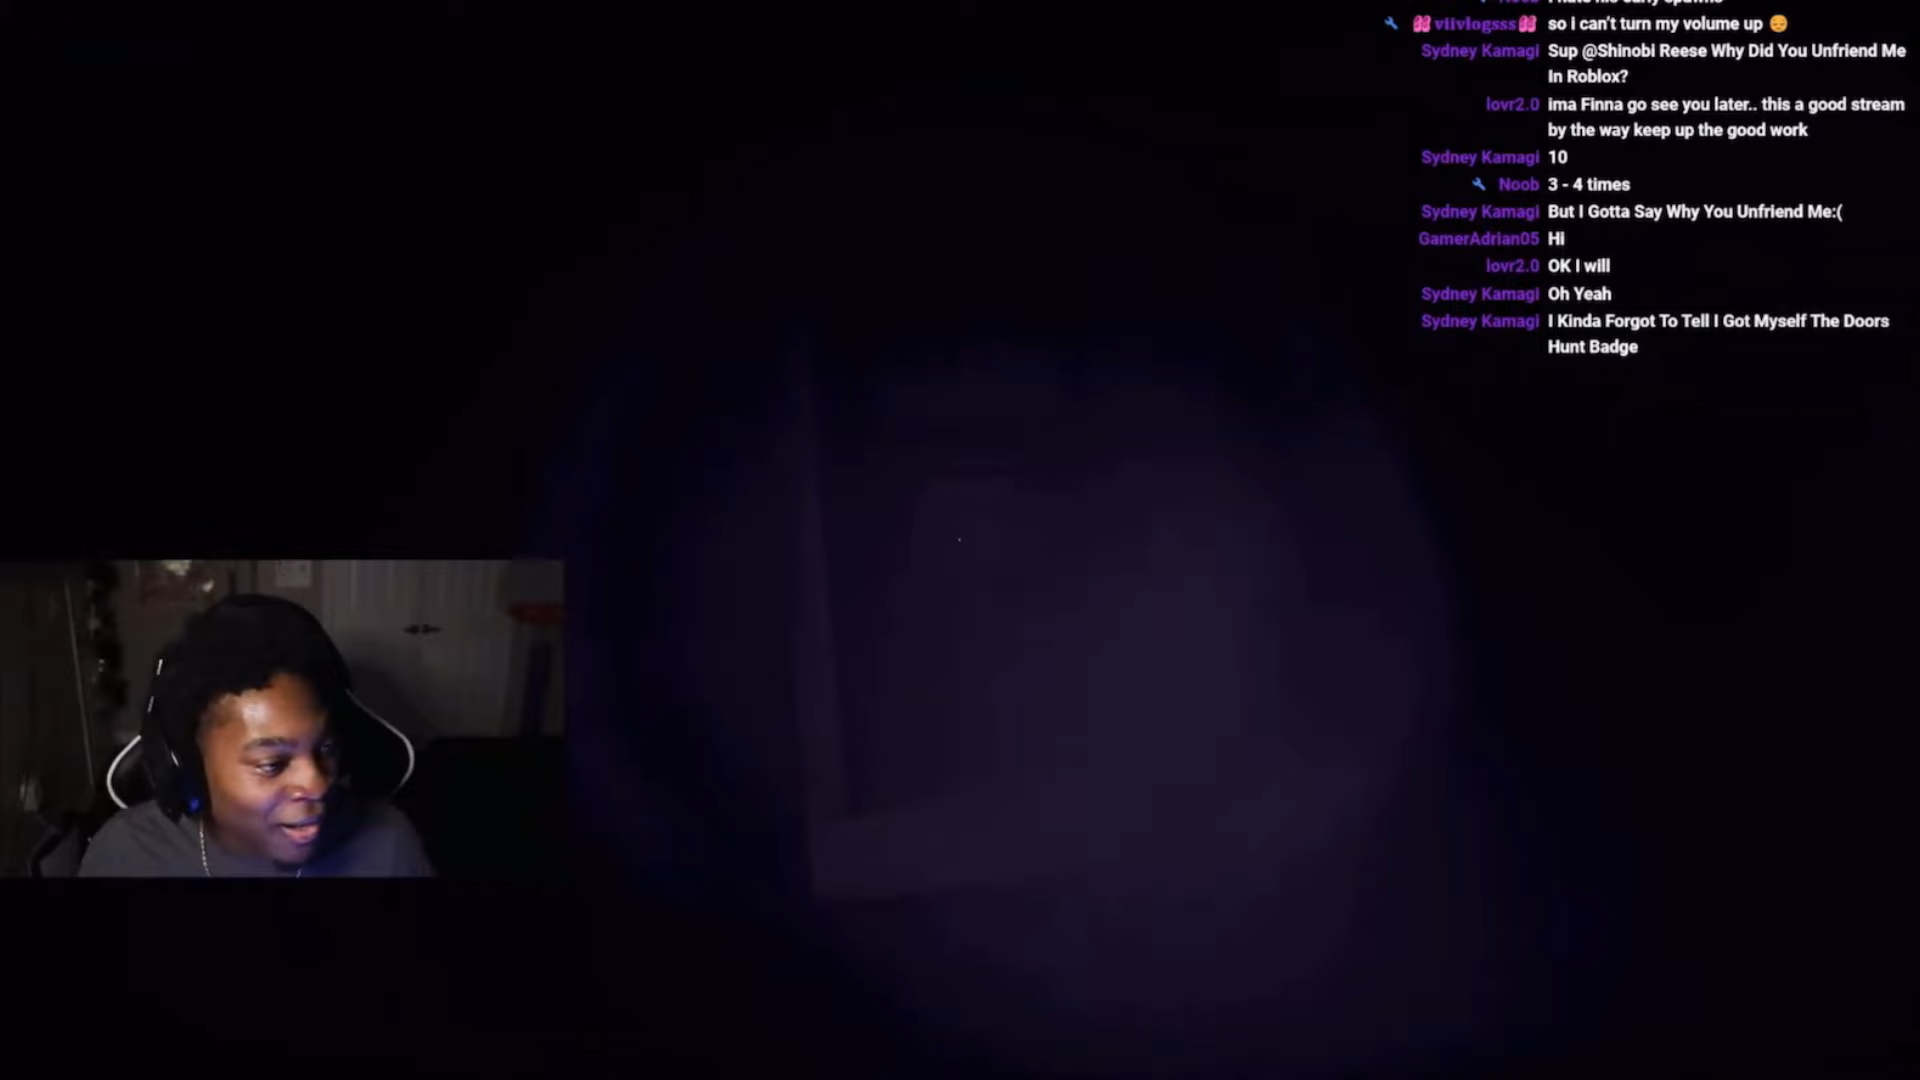 viivlogsss so i can't turn my volume up 😔
Sydney Kamagi Sup @Shinobi Reese Why Did You Unfriend Me
In Roblox?
lovr2.0 ima Finna go see you later.. this a good stream
by the way keep up the good work
Sydney Kamagi 10
Noob 3 - 4 times
Sydney Kamagi But I Gotta Say Why You Unfriend Me:(
GamerAdrian05 Hi
lovr2.0 OK I will
Sydney Kamagi Oh Yeah
Sydney Kamagi I Kinda Forgot To Tell I Got Myself The Doors
Hunt Badge